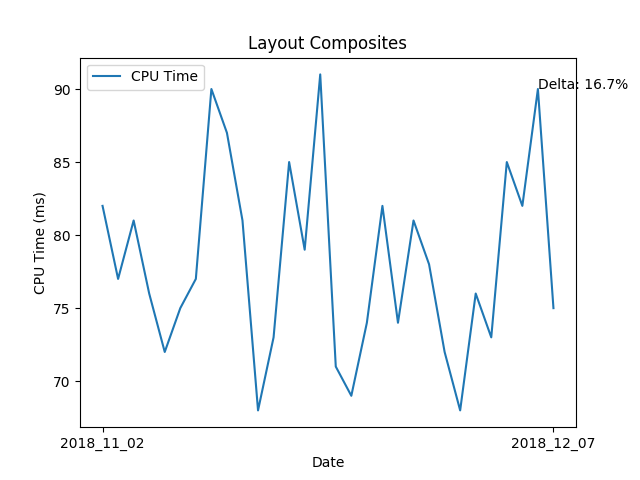 Layout Composites
CPU Time
Delta: 16.7%
CPU Time (ms)
90
85
80
75
70
2018_11_02
2018_12_07
Date